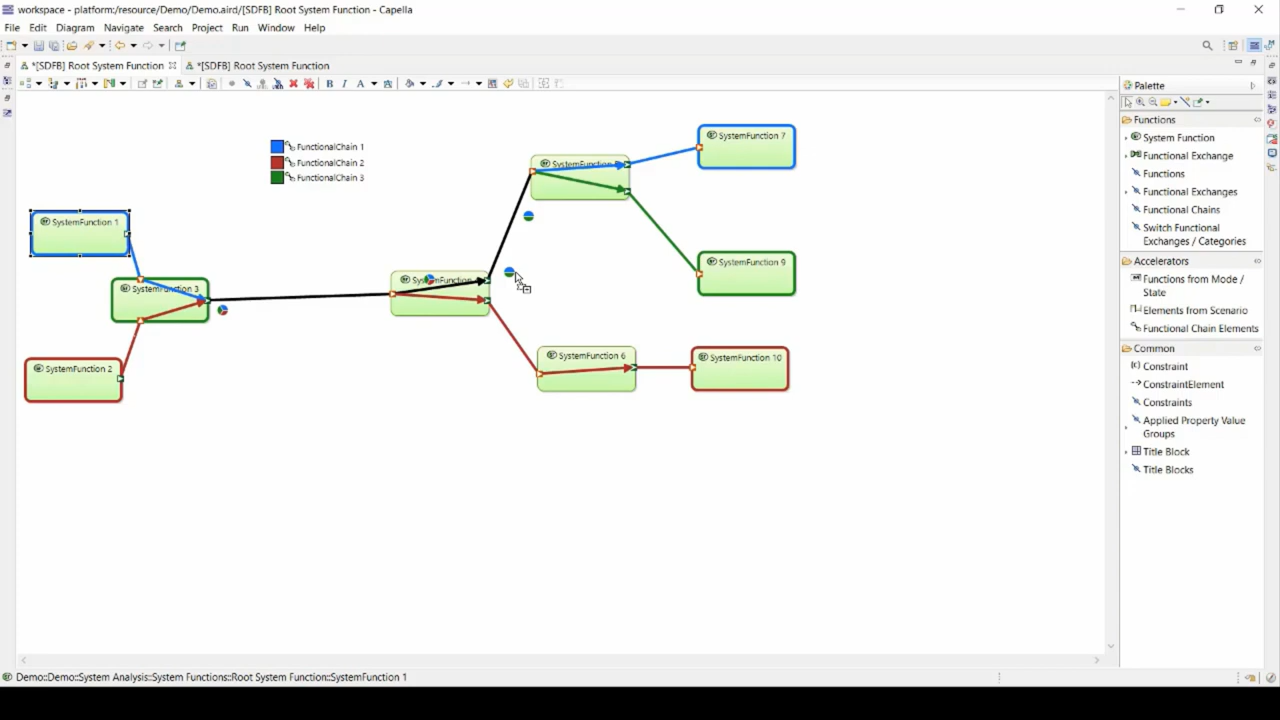 workspace - platform:/resource/Demo/Demo.aird/[SDFB] Root System Function - Capella
File Edit Diagram Navigate Search Project Run Window Help
*[SDFB] Root System Function
*[SDFB] Root System Function
B I A
Palette
Functions
System Function
Functional Exchange
Functions
Functional Exchanges
Functional Chains
Switch Functional
Exchanges / Categories
Accelerators
Functions from Mode /
State
Elements from Scenario
Functional Chain Elements
Common
Constraint
ConstraintElement
Constraints
Applied Property Value
Groups
Title Block
Title Blocks
FunctionalChain 1
FunctionalChain 2
FunctionalChain 3
SystemFunction 7
SystemFunction
SystemFunction 1
SystemFunction 9
SystemFunction 3
SystemFunction 6
SystemFunction 10
SystemFunction 2
Demo::Demo::System Analysis::System Functions::Root System Function::SystemFunction 1